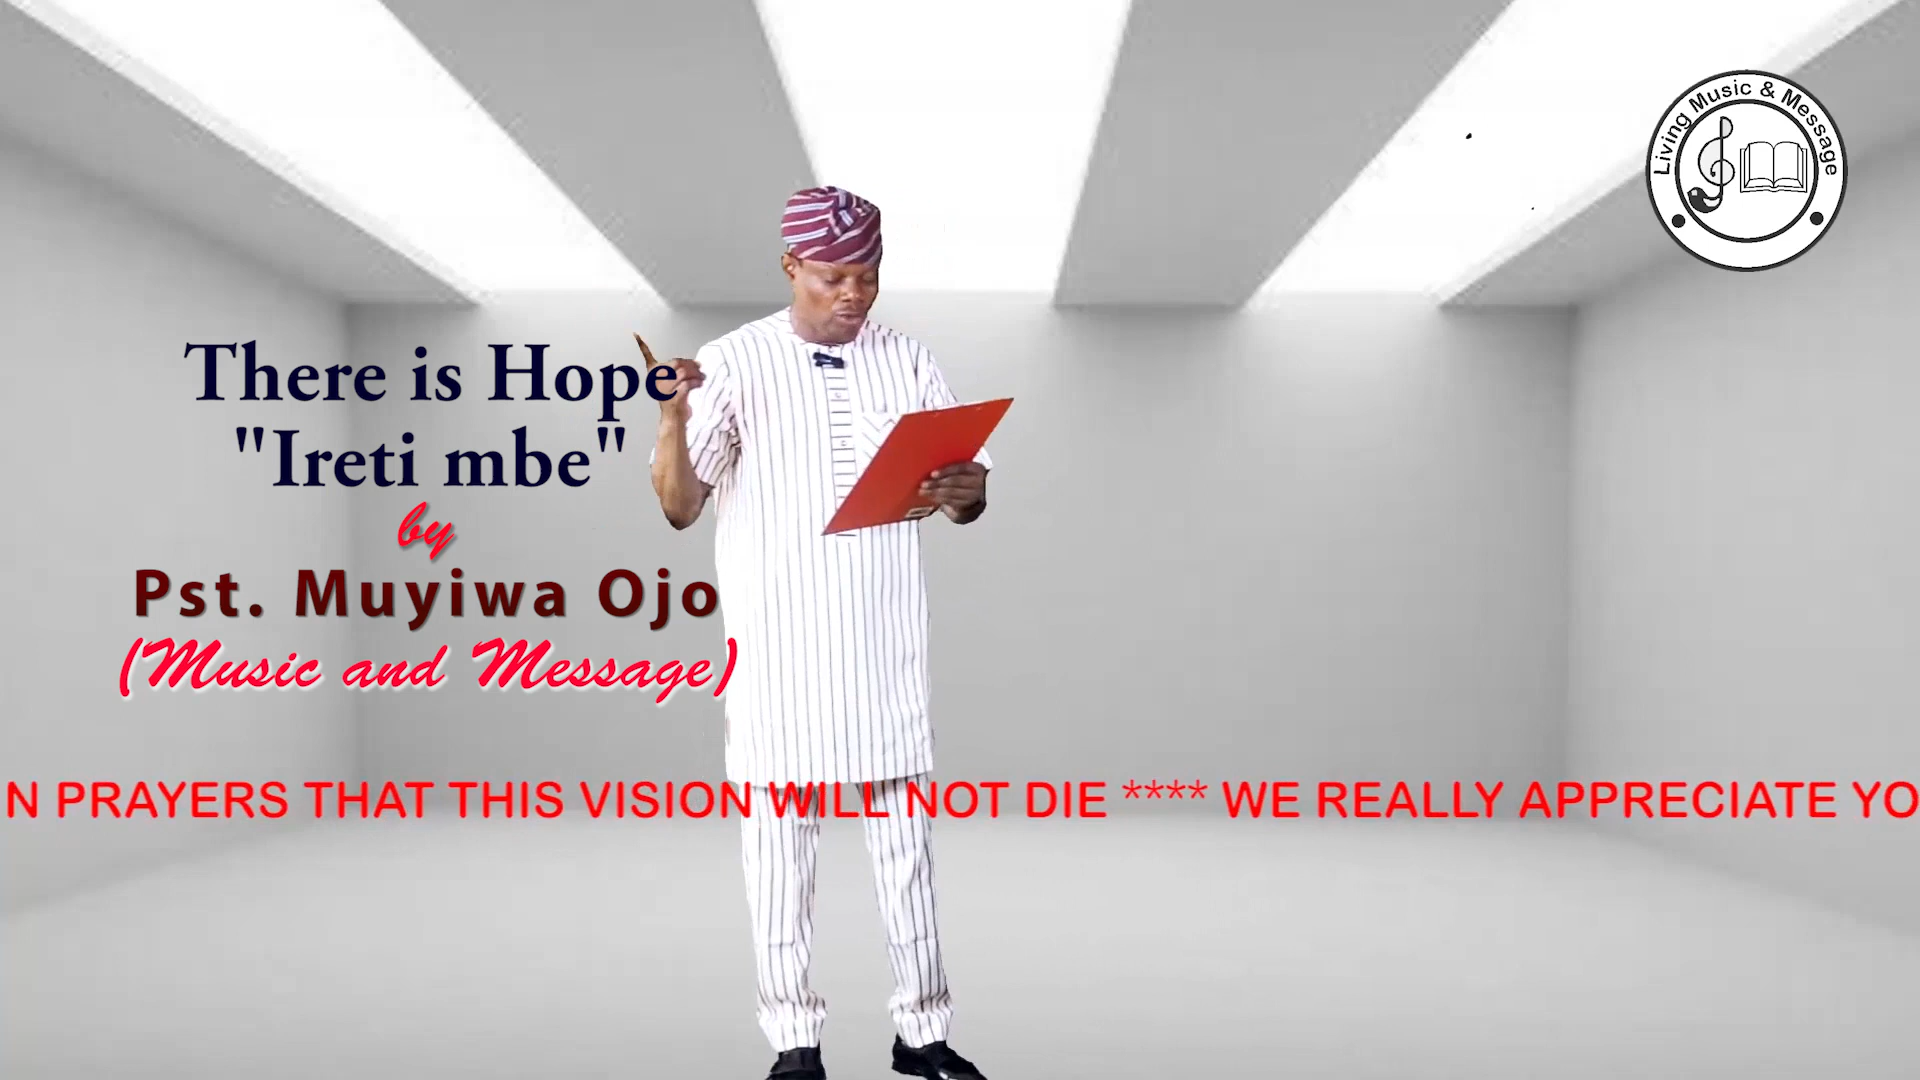 Living Music & Message
There is Hope
"Ireti mbe"
by
Pst. Muyiwa Ojo
(Music and Message)
N PRAYERS THAT THIS VISION WILL NOT DIE **** WE REALLY APPRECIATE YO